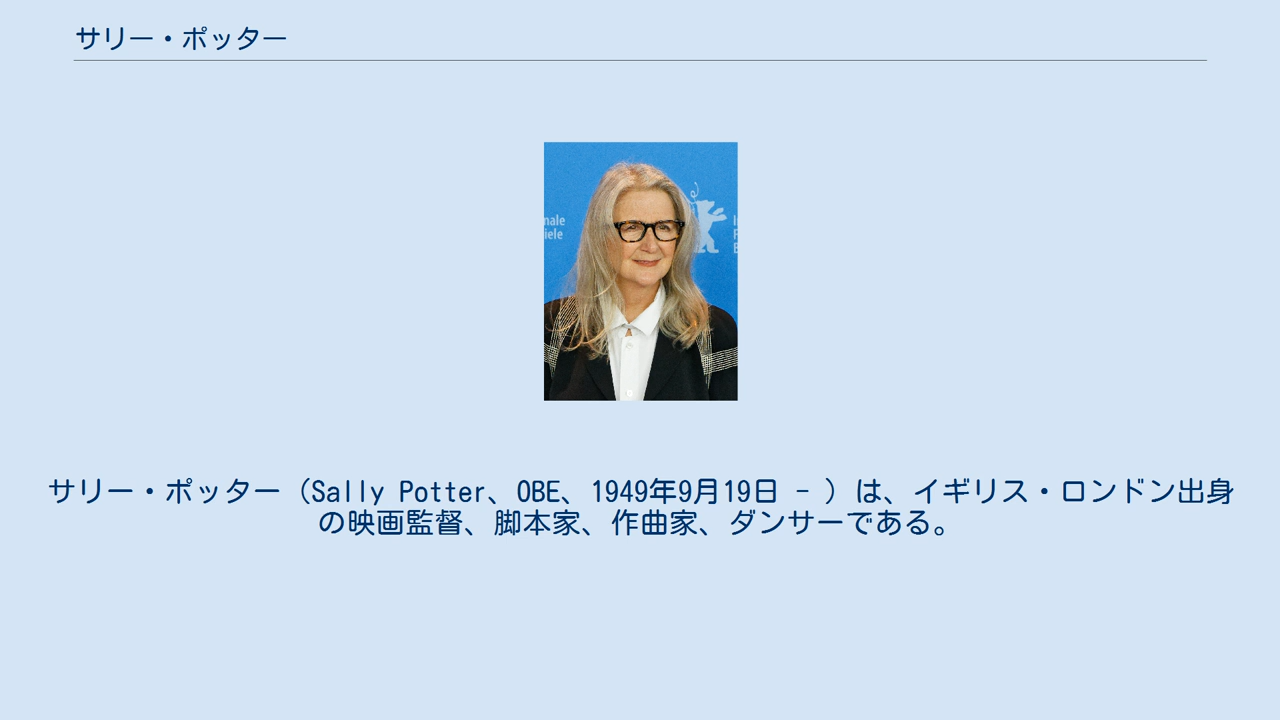 サリー・ポッター
nale
iele
サリー・ポッター（Sally Potter、OBE、1949年9月19日 - ）は、イギリス・ロンドン出身
の映画監督、脚本家、作曲家、ダンサーである。